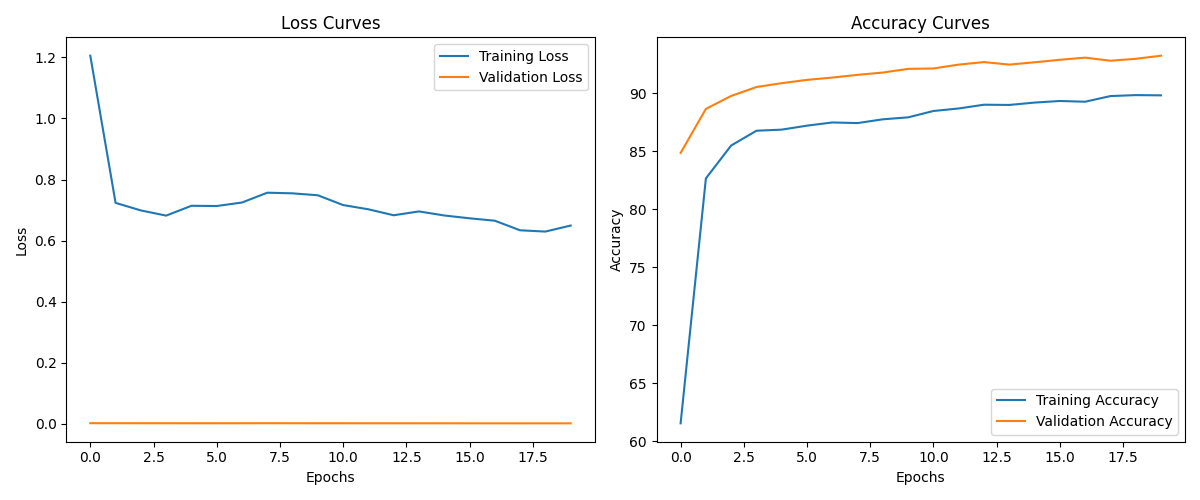 Loss Curves
Training Loss
Validation Loss
Loss
1.2
1.0
0.8
0.6
0.4
0.2
0.0
0.0 2.5 5.0 7.5 10.0 12.5 15.0 17.5
Epochs
Accuracy Curves
Accuracy
90
85
80
75
70
65
60
Training Accuracy
Validation Accuracy
0.0 2.5 5.0 7.5 10.0 12.5 15.0 17.5
Epochs